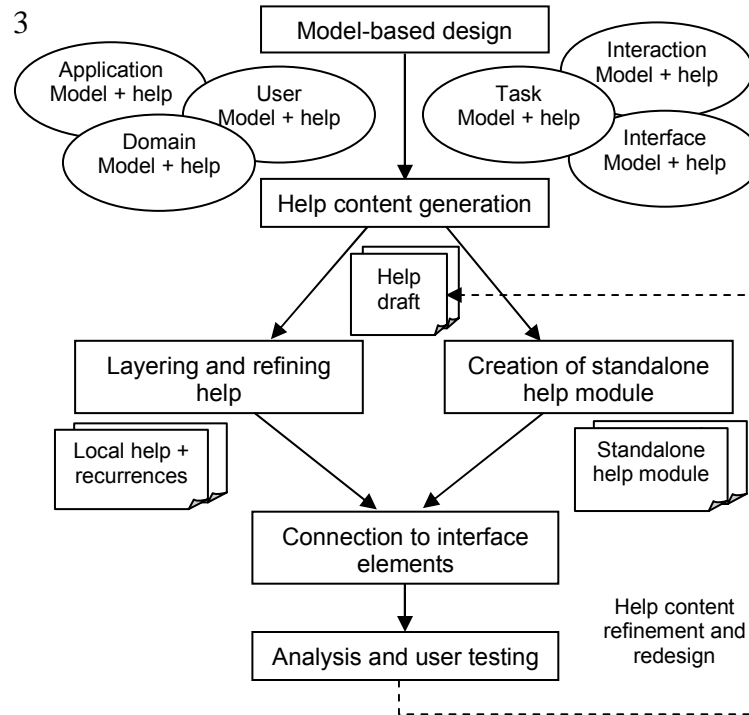 3
Model-based design
Application
Model + help
User
Model + help
Domain
Model + help
Interaction
Model + help
Task
Model + help
Interface
Model + help
Help content generation
Help
draft
Layering and refining
help
Creation of standalone
help module
Local help +
recurrences
Standalone
help module
Connection to interface
elements
Analysis and user testing
Help content
refinement and
redesign